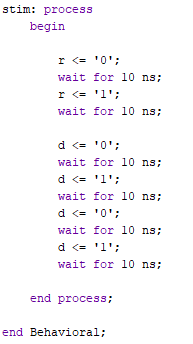 stim: process
begin
r <= '0';
wait for 10 ns;
r <= '1';
wait for 10 ns;
d <= '0';
wait for 10 ns;
d <= '1';
wait for 10 ns;
d <= '0';
wait for 10 ns;
d <= '1';
wait for 10 ns;
end process;
end Behavioral;